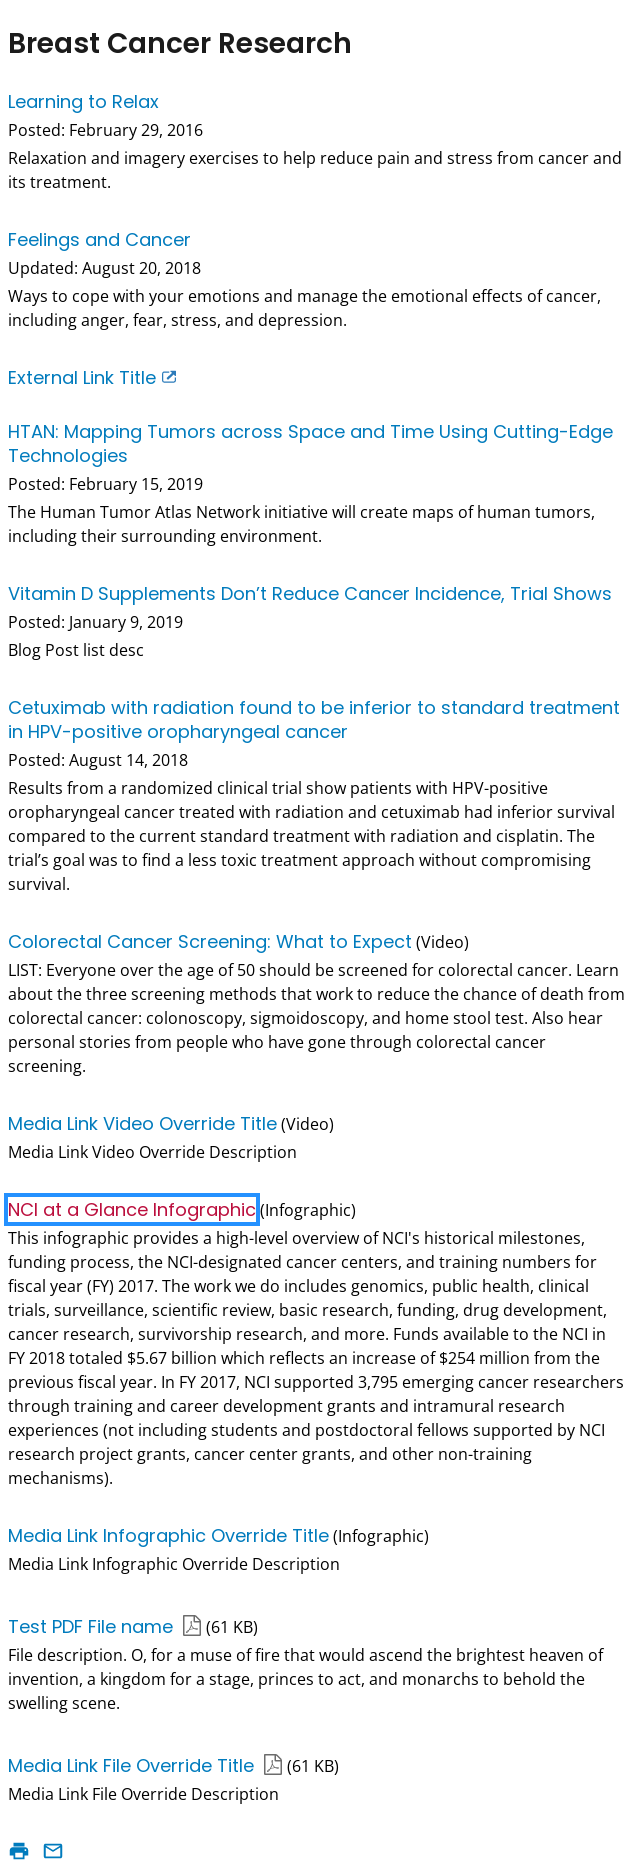 Breast Cancer Research
Learning to Relax
Posted: February 29, 2016
Relaxation and imagery exercises to help reduce pain and stress from cancer and
its treatment.
Feelings and Cancer
Updated: August 20, 2018
Ways to cope with your emotions and manage the emotional effects of cancer,
including anger, fear, stress, and depression.
External Link Title
HTAN: Mapping Tumors across Space and Time Using Cutting-Edge
Technologies
Posted: February 15, 2019
The Human Tumor Atlas Network initiative will create maps of human tumors,
including their surrounding environment.
Vitamin D Supplements Don’t Reduce Cancer Incidence, Trial Shows
Posted: January 9, 2019
Blog Post list desc
Cetuximab with radiation found to be inferior to standard treatment
in HPV-positive oropharyngeal cancer
Posted: August 14, 2018
Results from a randomized clinical trial show patients with HPV-positive
oropharyngeal cancer treated with radiation and cetuximab had inferior survival
compared to the current standard treatment with radiation and cisplatin. The
trial’s goal was to find a less toxic treatment approach without compromising
survival.
Colorectal Cancer Screening: What to Expect (Video)
LIST: Everyone over the age of 50 should be screened for colorectal cancer. Learn
about the three screening methods that work to reduce the chance of death from
colorectal cancer: colonoscopy, sigmoidoscopy, and home stool test. Also hear
personal stories from people who have gone through colorectal cancer
screening.
Media Link Video Override Title (Video)
Media Link Video Override Description
NCI at a Glance Infographic (Infographic)
This infographic provides a high-level overview of NCI's historical milestones,
funding process, the NCI-designated cancer centers, and training numbers for
fiscal year (FY) 2017. The work we do includes genomics, public health, clinical
trials, surveillance, scientific review, basic research, funding, drug development,
cancer research, survivorship research, and more. Funds available to the NCI in
FY 2018 totaled $5.67 billion which reflects an increase of $254 million from the
previous fiscal year. In FY 2017, NCI supported 3,795 emerging cancer researchers
through training and career development grants and intramural research
experiences (not including students and postdoctoral fellows supported by NCI
research project grants, cancer center grants, and other non-training
mechanisms).
Media Link Infographic Override Title (Infographic)
Media Link Infographic Override Description
Test PDF File name (61 KB)
File description. O, for a muse of fire that would ascend the brightest heaven of
invention, a kingdom for a stage, princes to act, and monarchs to behold the
swelling scene.
Media Link File Override Title (61 KB)
Media Link File Override Description